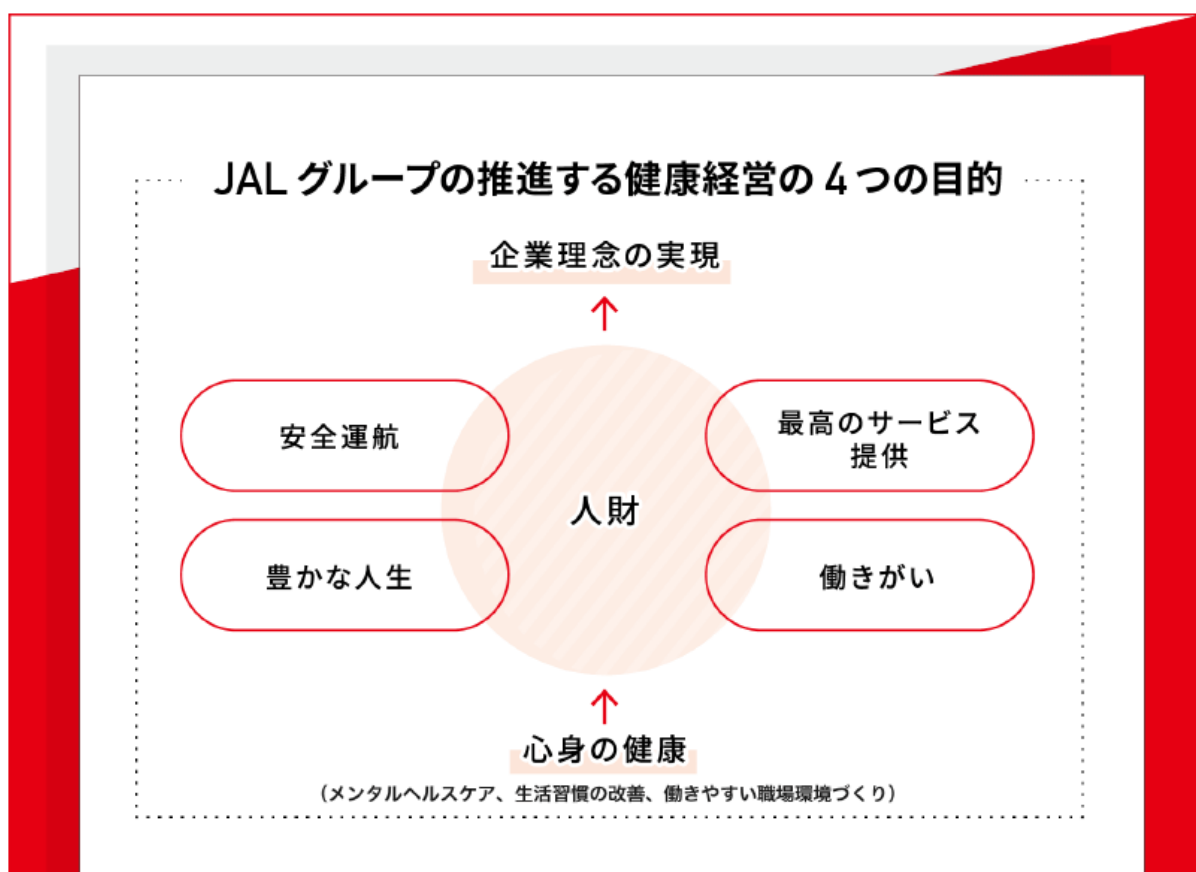 JAL グループの推進する健康経営の 4 つの目的
企業理念の実現
安全運航
最高のサービス
提供
人財
豊かな人生
働きがい
心身の健康
（メンタルヘルスケア、生活習慣の改善、働きやすい職場環境づくり）